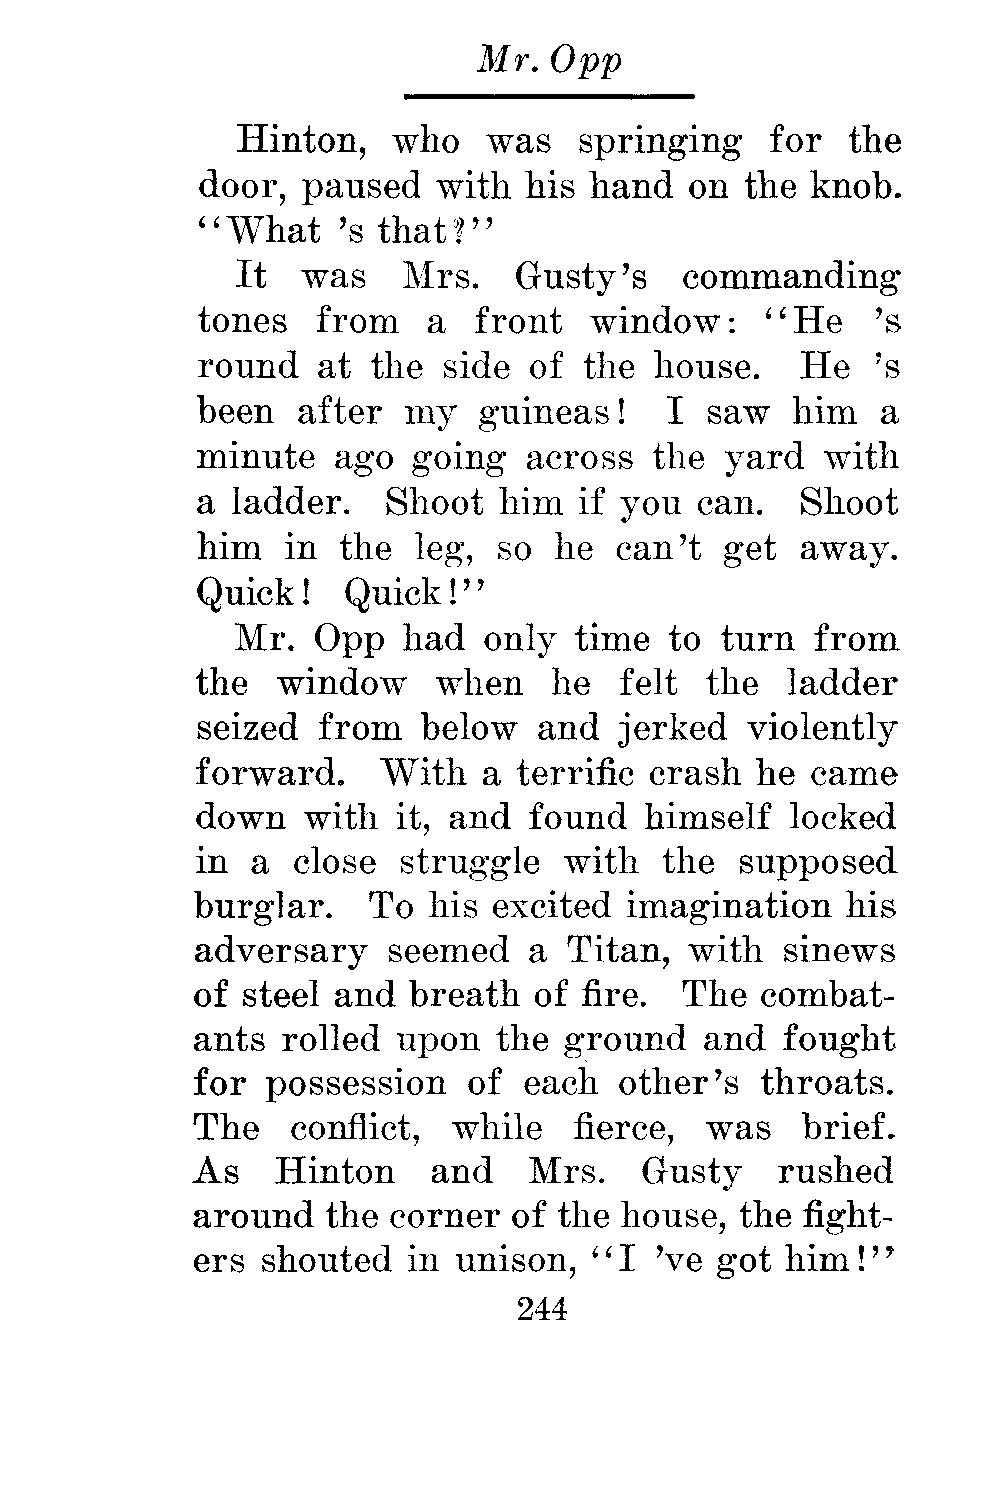 Mr. Opp
Hinton, who was springing for the
door, paused with his hand on the knob.
“What ’s that?”
It was Mrs. Gusty’s commanding
tones from a front window: “He ’s
round at the side of the house. He ’s
been after my guineas! I saw him a
minute ago going across the yard with
a ladder. Shoot him if you can. Shoot
him in the leg, so he can’t get away.
Quick! Quick!”
Mr. Opp had only time to turn from
the window when he felt the ladder
seized from below and jerked violently
forward. With a terrific crash he came
down with it, and found himself locked
in a close struggle with the supposed
burglar. To his excited imagination his
adversary seemed a Titan, with sinews
of steel and breath of fire. The combat-
ants rolled upon the ground and fought
for possession of each other’s throats.
The conflict, while fierce, was brief.
As Hinton and Mrs. Gusty rushed
around the corner of the house, the fight-
ers shouted in unison, “I ’ve got him!”
244